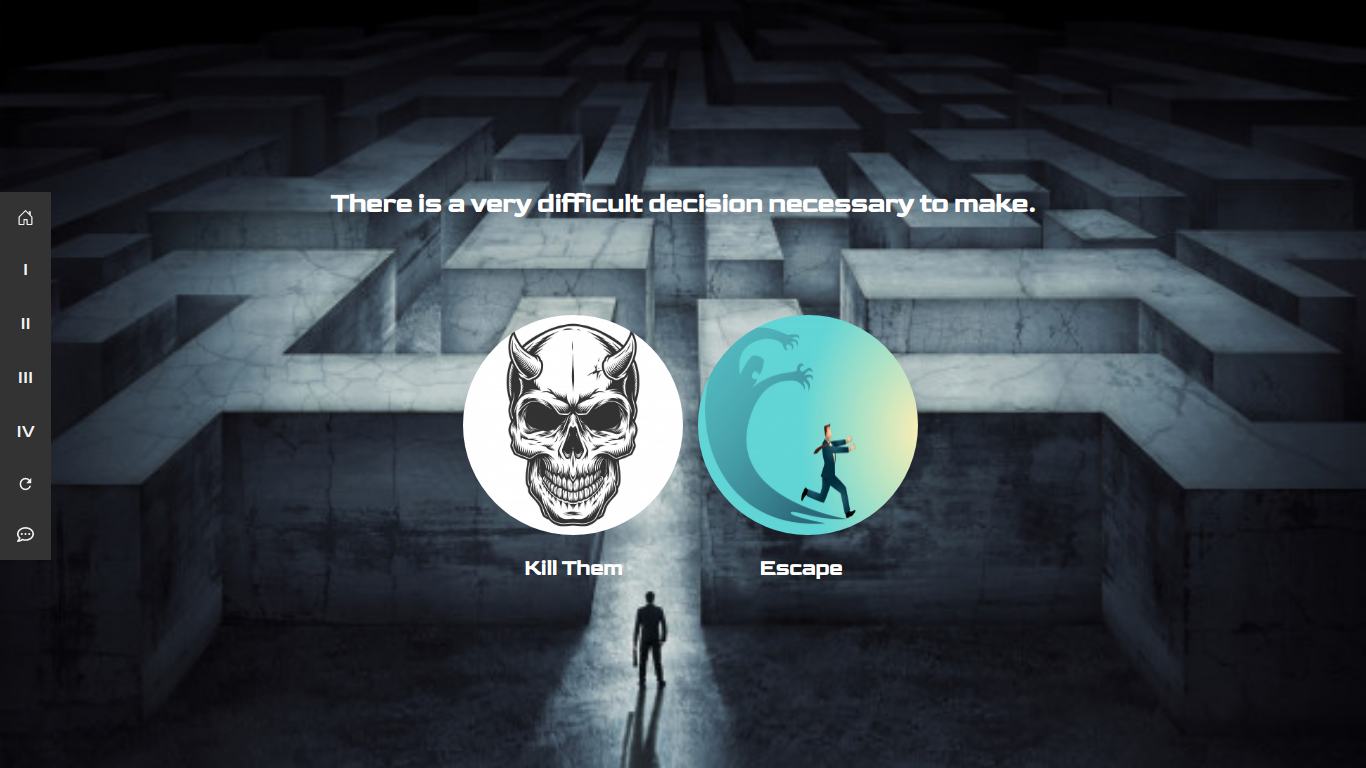 There is a very difficult decision necessary to make.
I
II
III
IV
Kill Them
Escape